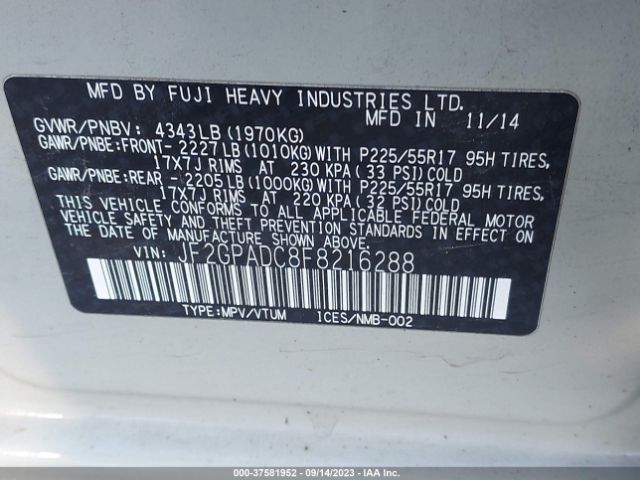 MFD BY FUJI HEAVY INDUSTRIES LTD.
MFD IN 11/14
GVWR/PNBV: 4343LB(1970KG)
GAWR/PNBE:FRONT- 2227LB(1010KG)WITH P225/55R17 95H TIRES,
17X7J RIMS AT 230 KPA( 33 PSI)COLD
GAWR/PNBE:REAR - 2205LB(1000KG)WITH P225/55R17 95H TIRES,
17X7J RIMS AT 220 KPA( 32 PSI)COLD
THIS VEHICLE CONFORMS TO ALL APPLICABLE FEDERAL MOTOR
VEHICLE SAFETY AND THEFT PREVENTION STANDARDS IN EFFECT ON
THE DATE OF MANUFACTURE SHOWN ABOVE.
VIN: JF2GPADC8F8216288
TYPE:MPV/VTUM ICES/NMB-002
000-37581952 - 09/14/2023 - IAAI.COM